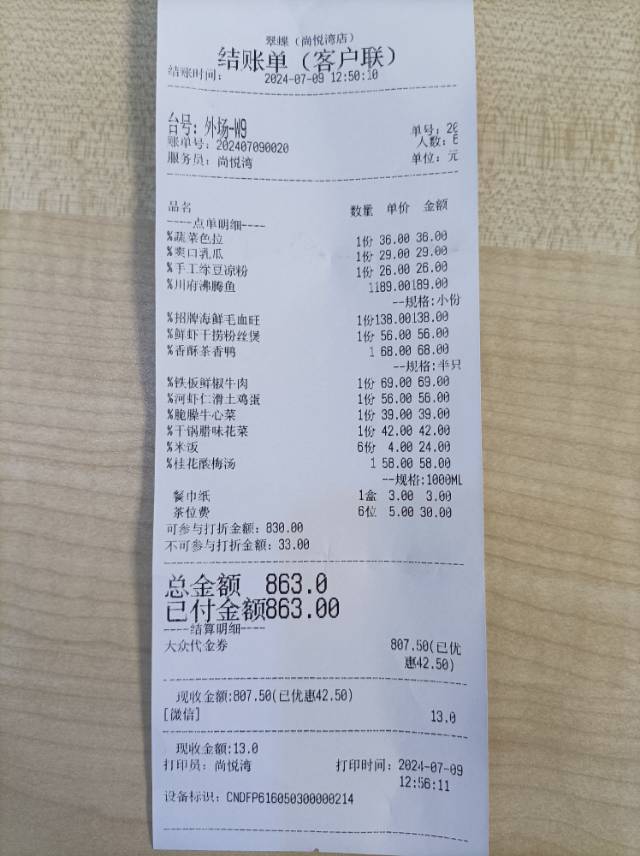 翠蝶（尚悦湾店）
结账单（客户联）
结账时间： 2024-07-09 12:50:10
台号：外场-W9
单号：20
账单号：202407090020
人数：6
服务员：尚悦湾
单位：元
品名 数量 单价 金额
----点单明细----
%蔬菜色拉 1份 36.00 36.00
%爽口乳瓜 1份 29.00 29.00
%手工绿豆凉粉 1份 26.00 26.00
%川府沸腾鱼 1189.00189.00
--规格:小份
%招牌海鲜毛血旺 1份138.00138.00
%鲜虾干捞粉丝煲 1份 56.00 56.00
%香酥茶香鸭 1 68.00 68.00
--规格:半只
%铁板鲜椒牛肉 1份 69.00 69.00
%河虾仁滑土鸡蛋 1份 56.00 56.00
%脆臊牛心菜 1份 39.00 39.00
%干锅腊味花菜 1份 42.00 42.00
%米饭 6份 4.00 24.00
%桂花酸梅汤 1 58.00 58.00
--规格:1000ML
餐巾纸 1盒 3.00 3.00
茶位费 6位 5.00 30.00
可参与打折金额：830.00
不可参与打折金额：33.00
总金额 863.0
已付金额863.00
----结算明细----
大众代金券 807.50(已优
惠42.50)
现收金额:807.50(已优惠42.50)
[微信] 13.0
现收金额:13.0
打印员：尚悦湾 打印时间：2024-07-09
12:56:11
设备标识：CNDFP616050300000214